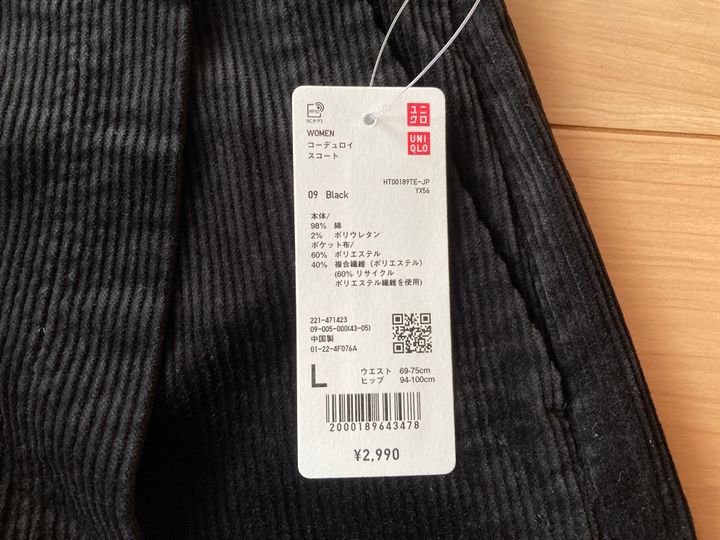 RFID
(ICタグ)
ユニ
クロ
UNI
QLO
WOMEN
コーデュロイ
スコート
HT00189TE-JP
YX56
09 Black
本体/
98% 綿
2% ポリウレタン
ポケット布/
60% ポリエステル
40% 複合繊維(ポリエステル)
(60%リサイクル
ポリエステル繊維を使用)
221-471423
09-005-000(43-05)
中国製
01-22-4F076A
L
ウエスト 69-75cm
ヒップ 94-100cm
2000189643478
¥2,990